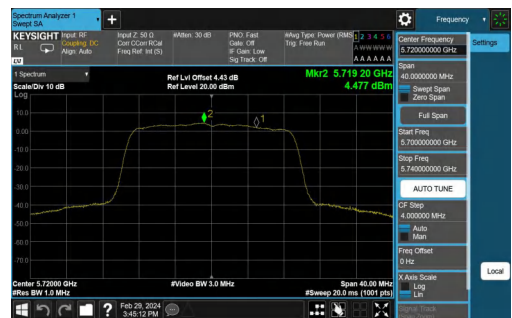 Spectrum Analyzer 1
Swept SA
Frequency
KEYSIGHT
Input: RF
Coupling: DC
Align: Auto
Input Z: 50 Ω
Corr CCorr RCal
Freq Ref: Int (S)
#Atten: 30 dB
PNO: Fast
Gate: Off
IF Gain: Low
Sig Track: Off
#Avg Type: Power (RMS)
Trig: Free Run
1 2 3 4 5 6
A W W W W W
A A A A A A
R L
1 Spectrum
Scale/Div 10 dB
Log
Ref Lvl Offset 4.43 dB
Ref Level 20.00 dBm
Mkr2 5.719 20 GHz
4.477 dBm
10.0
0.00
-10.0
-20.0
-30.0
-40.0
-50.0
-60.0
-70.0
2
1
Center 5.72000 GHz
#Res BW 1.0 MHz
#Video BW 3.0 MHz
Span 40.00 MHz
#Sweep 20.0 ms (1001 pts)
Center Frequency
5.720000000 GHz
Settings
Span
40.0000000 MHz
Swept Span
Zero Span
Full Span
Start Freq
5.700000000 GHz
Stop Freq
5.740000000 GHz
AUTO TUNE
CF Step
4.000000 MHz
Auto
Man
Freq Offset
0 Hz
X Axis Scale
Log
Lin
Local
Signal Track
Feb 29, 2024
3:45:12 PM